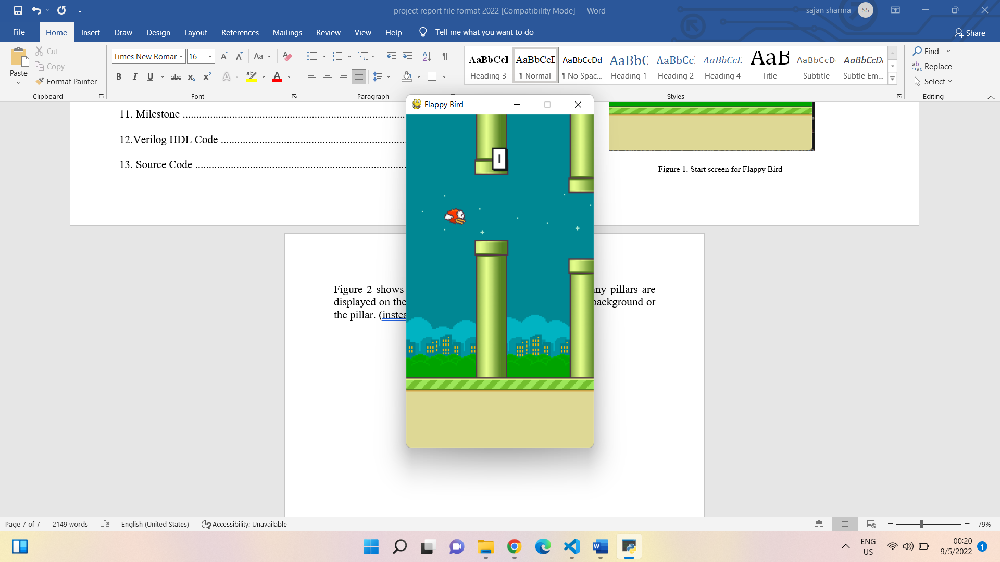 project report file format 2022 [Compatibility Mode] - Word
sajan sharma SS
File Home Insert Draw Design Layout References Mailings Review View Help Tell me what you want to do Share
Paste
Cut
Copy
Format Painter
Clipboard
Times New Roman 16
Font
Paragraph
AaBbCcI AaBbCcI AaBbCcDd AaBbC AaBbCcI AaBbCcD AaB AaBbCcD AaBbCcDı
Heading 3 ¶ Normal ¶ No Spac... Heading 1 Heading 2 Heading 4 Title Subtitle Subtle Em...
Styles
Find
Replace
Select
Editing
Flappy Bird
11. Milestone ..................................................................................
12.Verilog HDL Code ....................................................................
13. Source Code .............................................................................
Figure 1. Start screen for Flappy Bird
1
Figure 2 shows any pillars are
displayed on the background or
the pillar. (instea
Page 7 of 7 2149 words English (United States) Accessibility: Unavailable 79%
ENG
US
00:20
9/5/2022
1